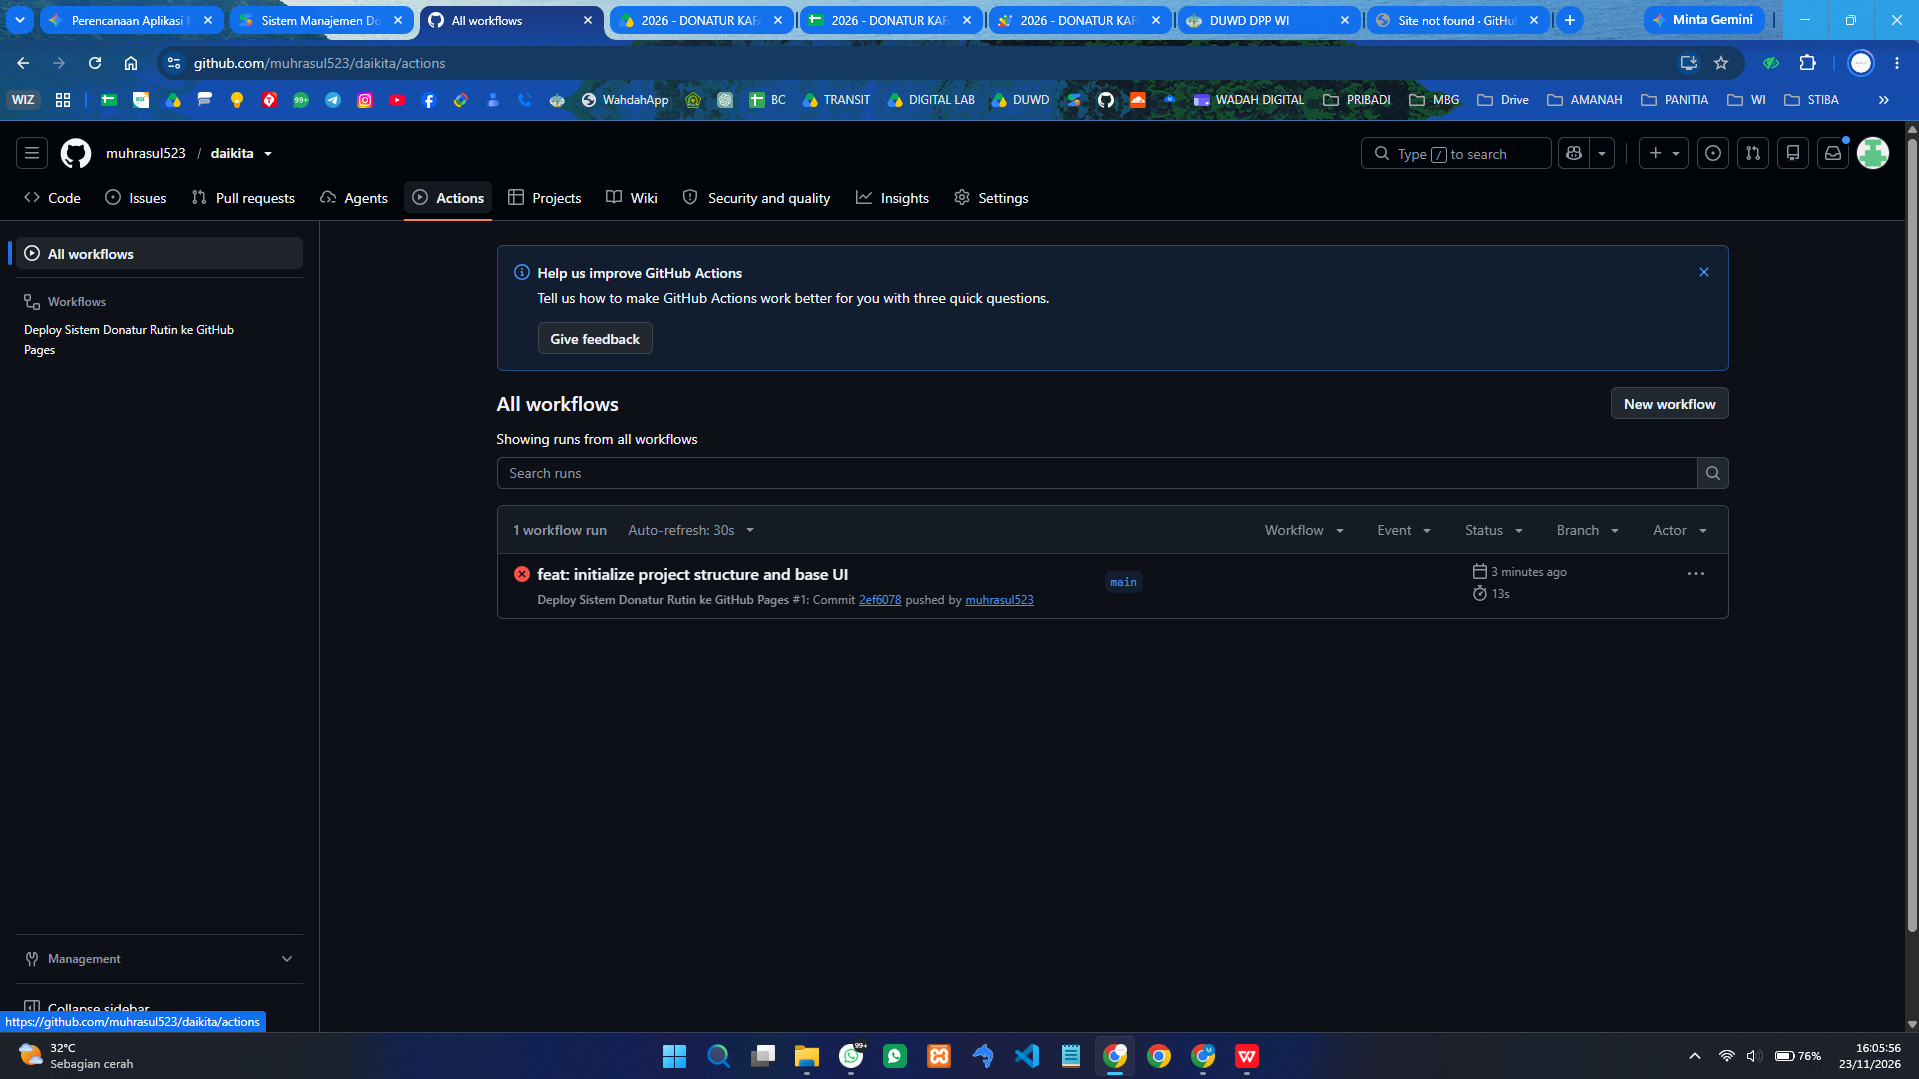 Perencanaan Aplikasi
Sistem Manajemen Do
All workflows
2026 - DONATUR KAFA
2026 - DONATUR KAFA
2026 - DONATUR KAFA
DUWD DPP WI
Site not found · GitHub
Minta Gemini
github.com/muhrasul523/daikita/actions
WIZ
BSI
99+
WahdahApp
BC
TRANSIT
DIGITAL LAB
DUWD
WADAH DIGITAL
PRIBADI
MBG
Drive
AMANAH
PANITIA
WI
STIBA
muhrasul523 / daikita
Type / to search
Code
Issues
Pull requests
Agents
Actions
Projects
Wiki
Security and quality
Insights
Settings
All workflows
Workflows
Deploy Sistem Donatur Rutin ke GitHub
Pages
Help us improve GitHub Actions
Tell us how to make GitHub Actions work better for you with three quick questions.
Give feedback
All workflows
New workflow
Showing runs from all workflows
Search runs
1 workflow run
Auto-refresh: 30s
Workflow
Event
Status
Branch
Actor
feat: initialize project structure and base UI
Deploy Sistem Donatur Rutin ke GitHub Pages #1: Commit 2ef6078 pushed by muhrasul523
main
3 minutes ago
13s
Management
Collapse sidebar
https://github.com/muhrasul523/daikita/actions
32°C
Sebagian cerah
99+
76%
16:05:56
23/11/2026